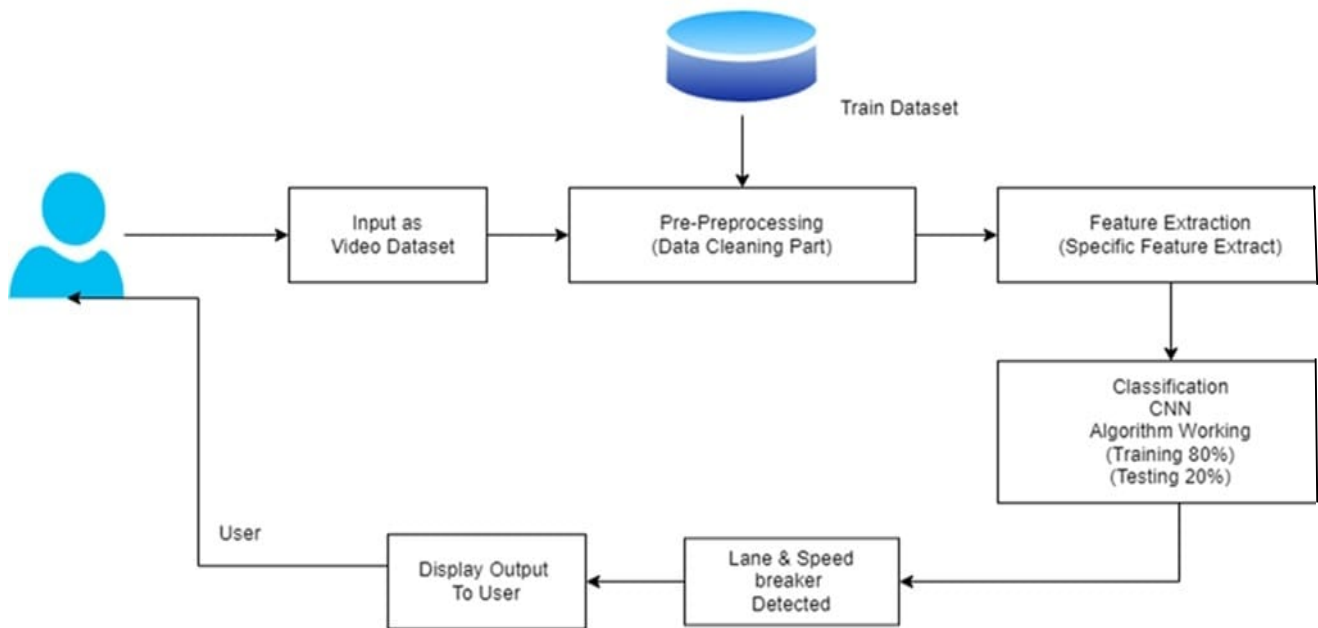 Train Dataset
Input as
Video Dataset
Pre-Preprocessing
(Data Cleaning Part)
Feature Extraction
(Specific Feature Extract)
Classification
CNN
Algorithm Working
(Training 80%)
(Testing 20%)
Lane & Speed
breaker
Detected
Display Output
To User
User